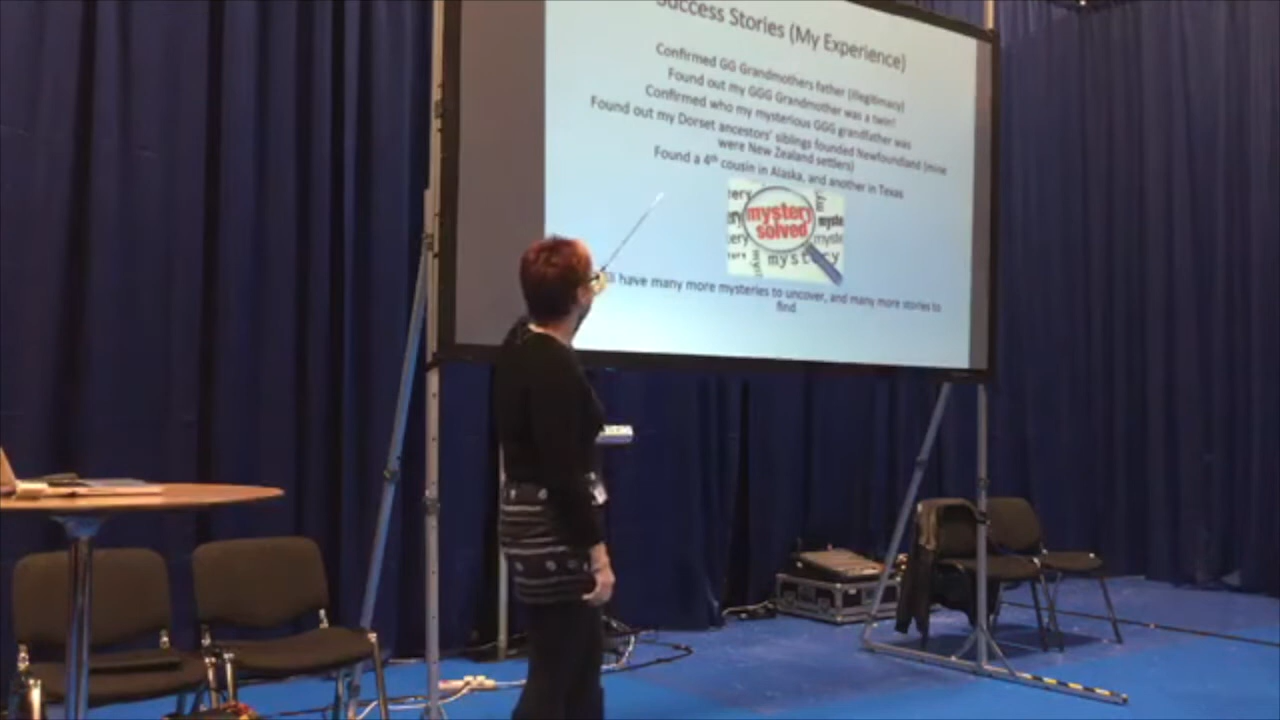 Success Stories (My Experience)
Confirmed GG Grandmothers father (illegitimary)
Found out my GGG Grandmother was a twin!
Confirmed who my mysterious GGG grandfather was
Found out my Dorset ancestors' siblings founded Newfoundland (mine
were New Zealand settlers)
Found a 4th cousin in Alaska, and another in Texas
mystery
solved
mystery
have many more mysteries to uncover, and many more stories to
find